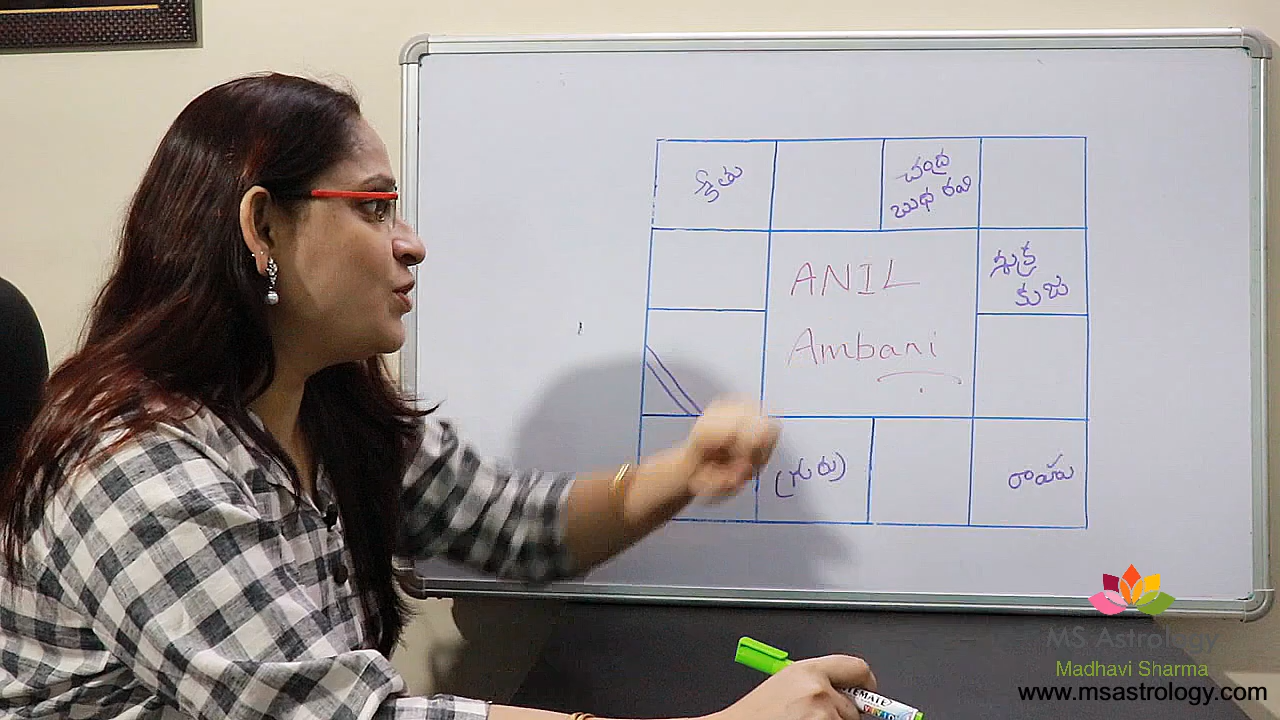 కేతు
చంద్ర
బుధ రవి
శుక్ర
కుజ
ANIL
Ambani
(గురు)
రాహు
MS Astrology
Madhavi Sharma
www.msastrology.com